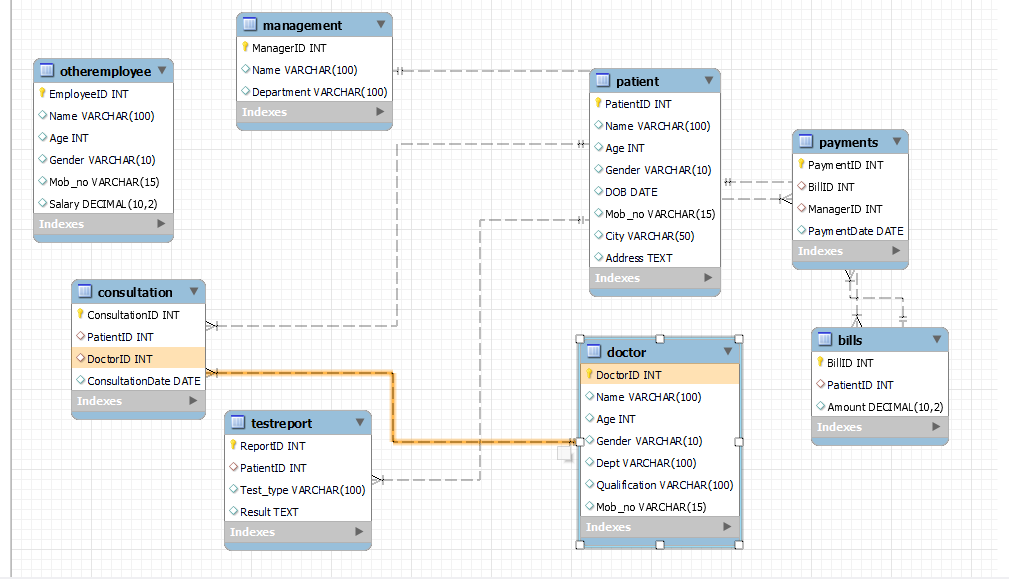 management
ManagerID INT
Name VARCHAR(100)
Department VARCHAR(100)
Indexes
otheremployee
EmployeeID INT
Name VARCHAR(100)
Age INT
Gender VARCHAR(10)
Mob_no VARCHAR(15)
Salary DECIMAL(10,2)
Indexes
patient
PatientID INT
Name VARCHAR(100)
Age INT
Gender VARCHAR(10)
DOB DATE
Mob_no VARCHAR(15)
City VARCHAR(50)
Address TEXT
Indexes
payments
PaymentID INT
BillID INT
ManagerID INT
PaymentDate DATE
Indexes
consultation
ConsultationID INT
PatientID INT
DoctorID INT
ConsultationDate DATE
Indexes
testreport
ReportID INT
PatientID INT
Test_type VARCHAR(100)
Result TEXT
Indexes
doctor
DoctorID INT
Name VARCHAR(100)
Age INT
Gender VARCHAR(10)
Dept VARCHAR(100)
Qualification VARCHAR(100)
Mob_no VARCHAR(15)
Indexes
bills
BillID INT
PatientID INT
Amount DECIMAL(10,2)
Indexes